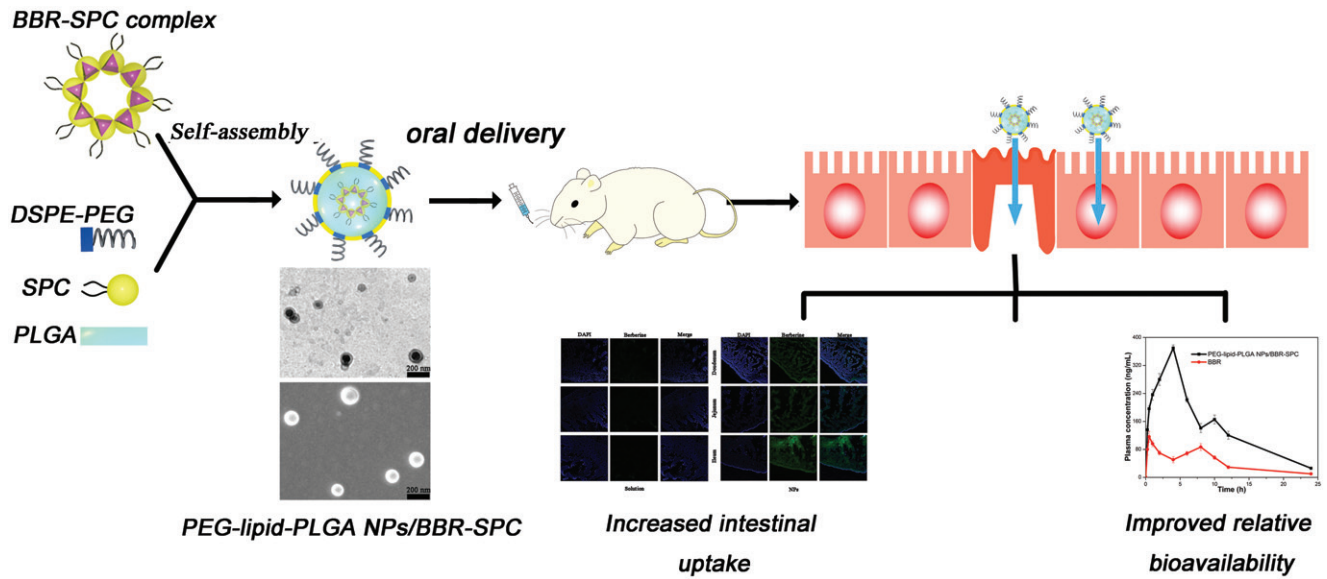 BBR-SPC complex
Self-assembly
oral delivery
DSPE-PEG
SPC
PLGA
200 nm
200 nm
PEG-lipid-PLGA NPs/BBR-SPC
DAPI Berberine Merge
DAPI Berberine Merge
Duodenum
Jejunum
Ileum
Solution
NPs
Increased intestinal
uptake
PEG-lipid-PLGA NPs/BBR-SPC
BBR
Plasma concentration (ng/mL)
400
320
240
160
80
0
0 5 10 15 20 25
Time (h)
Improved relative
bioavailability